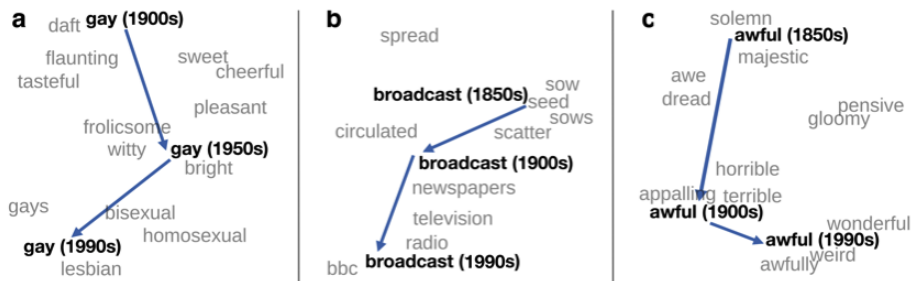 a
daft gay (1900s)
flaunting sweet
tasteful cheerful
pleasant
frolicsome
witty gay (1950s)
bright
gays bisexual
homosexual
gay (1990s)
lesbian
b
spread
broadcast (1850s) sow
seed
sows
circulated scatter
broadcast (1900s)
newspapers
television
radio
bbc broadcast (1990s)
c
solemn
awful (1850s)
majestic
awe
dread pensive
gloomy
horrible
appalling terrible
awful (1900s)
wonderful
awful (1990s)
weird
awfully